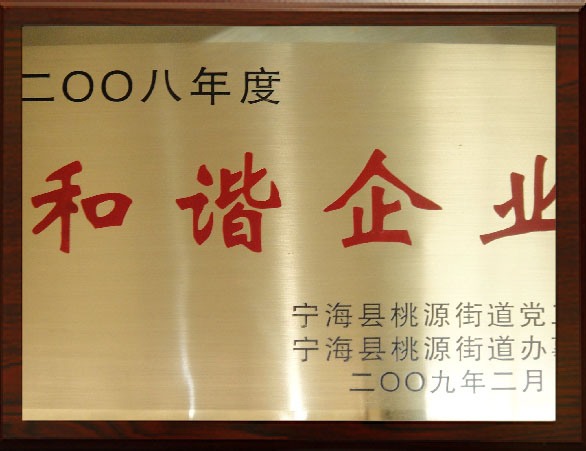 二〇〇八年度
和谐企业
宁海县桃源街道党
宁海县桃源街道办
二〇〇九年二月